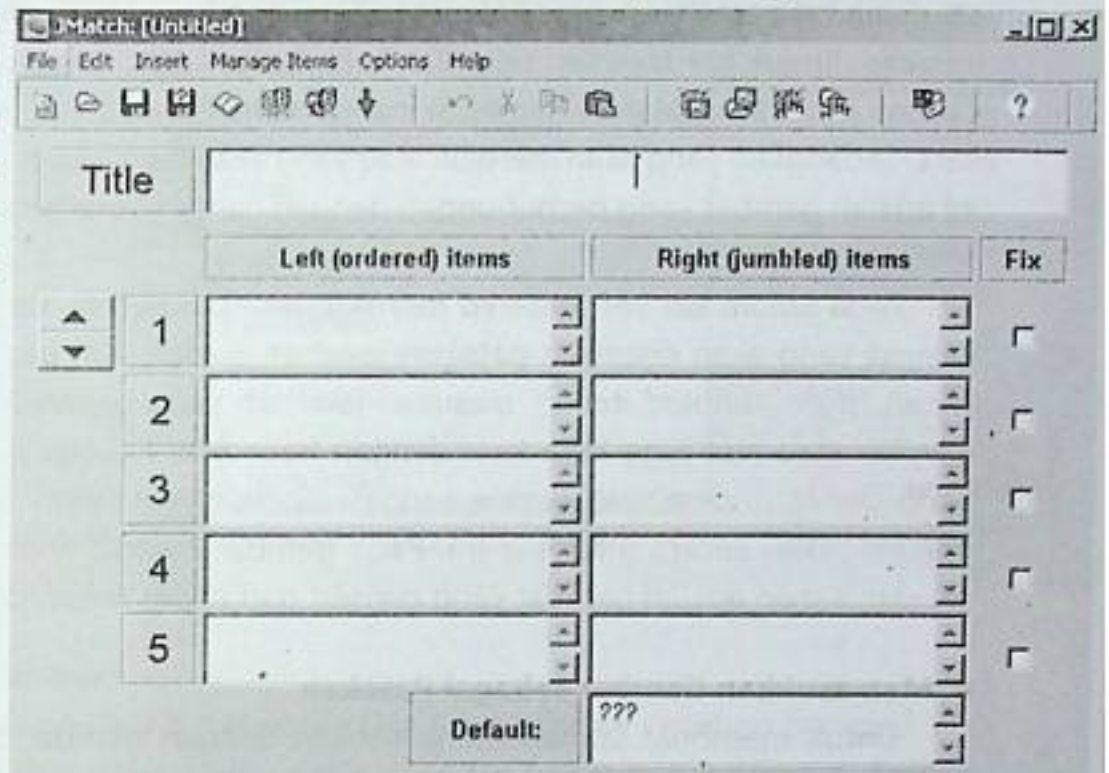 JMatch: [Untitled]
File Edit Insert Manage Items Options Help
?
Title
Left (ordered) items Right (jumbled) items Fix
1
2
3
4
5
Default: ???